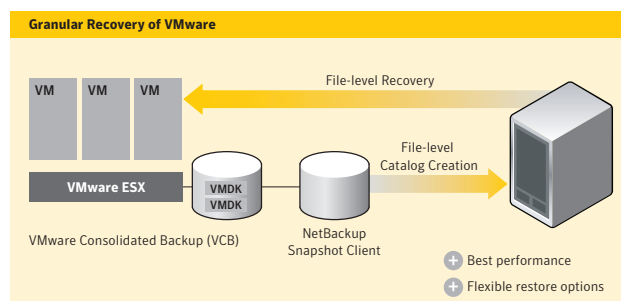 Granular Recovery of VMware
VM VM VM
File-level Recovery
File-level
Catalog Creation
VMware ESX
VMDK
VMDK
NetBackup
Snapshot Client
VMware Consolidated Backup (VCB)
Best performance
Flexible restore options